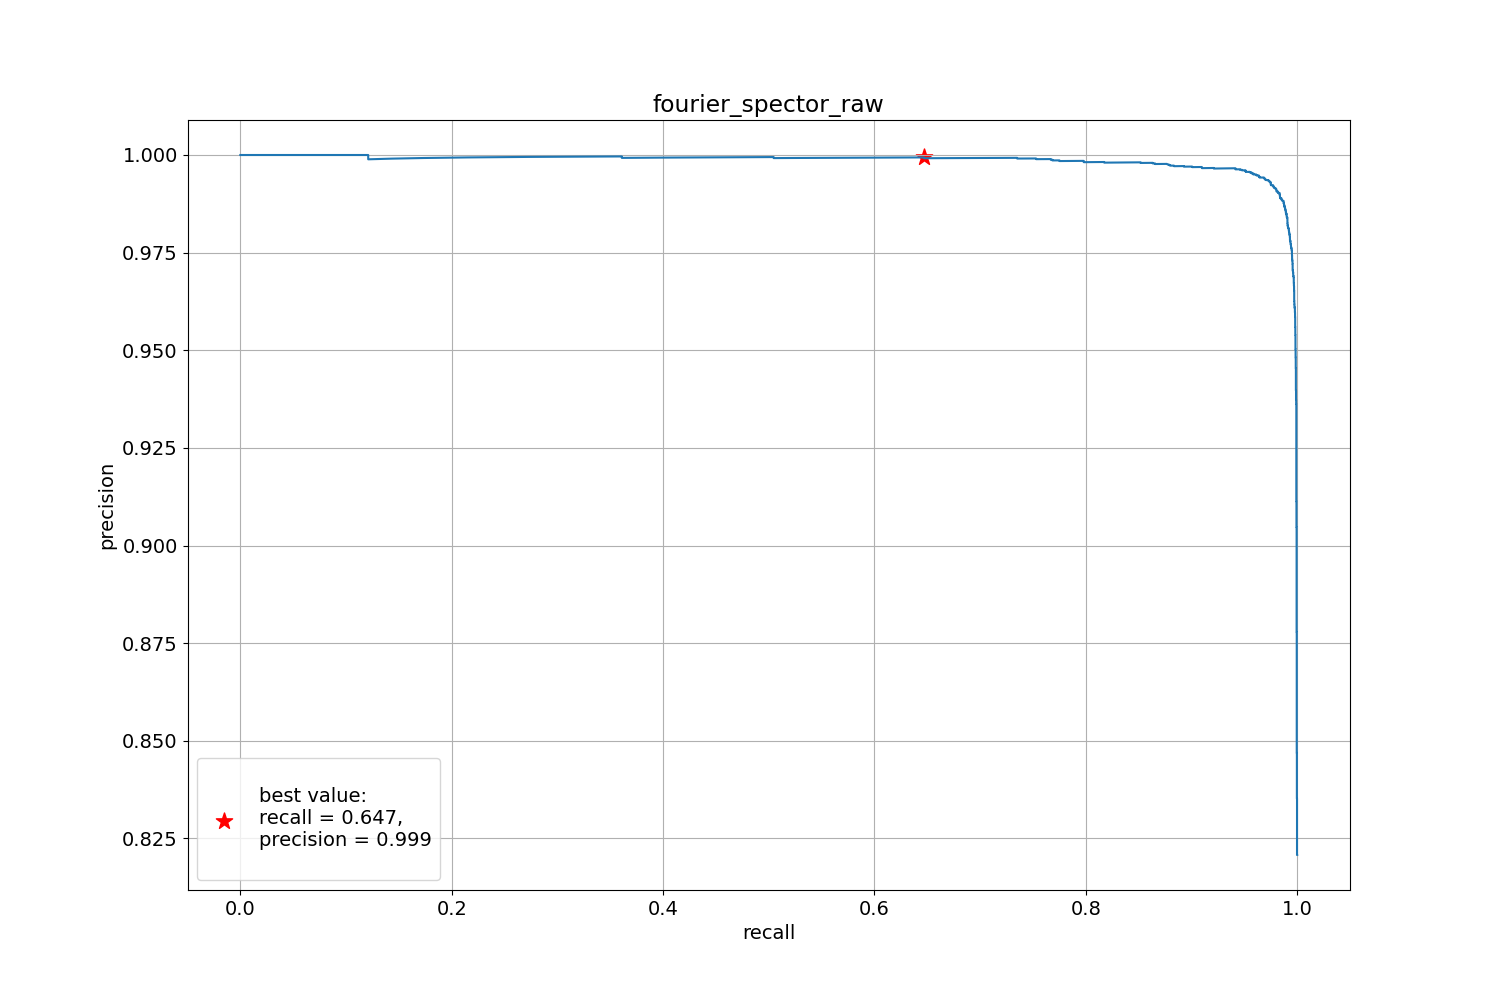 fourier_spector_raw
precision
1.000
0.975
0.950
0.925
0.900
0.875
0.850
0.825
best value:
recall = 0.647,
precision = 0.999
0.0 0.2 0.4 0.6 0.8 1.0
recall